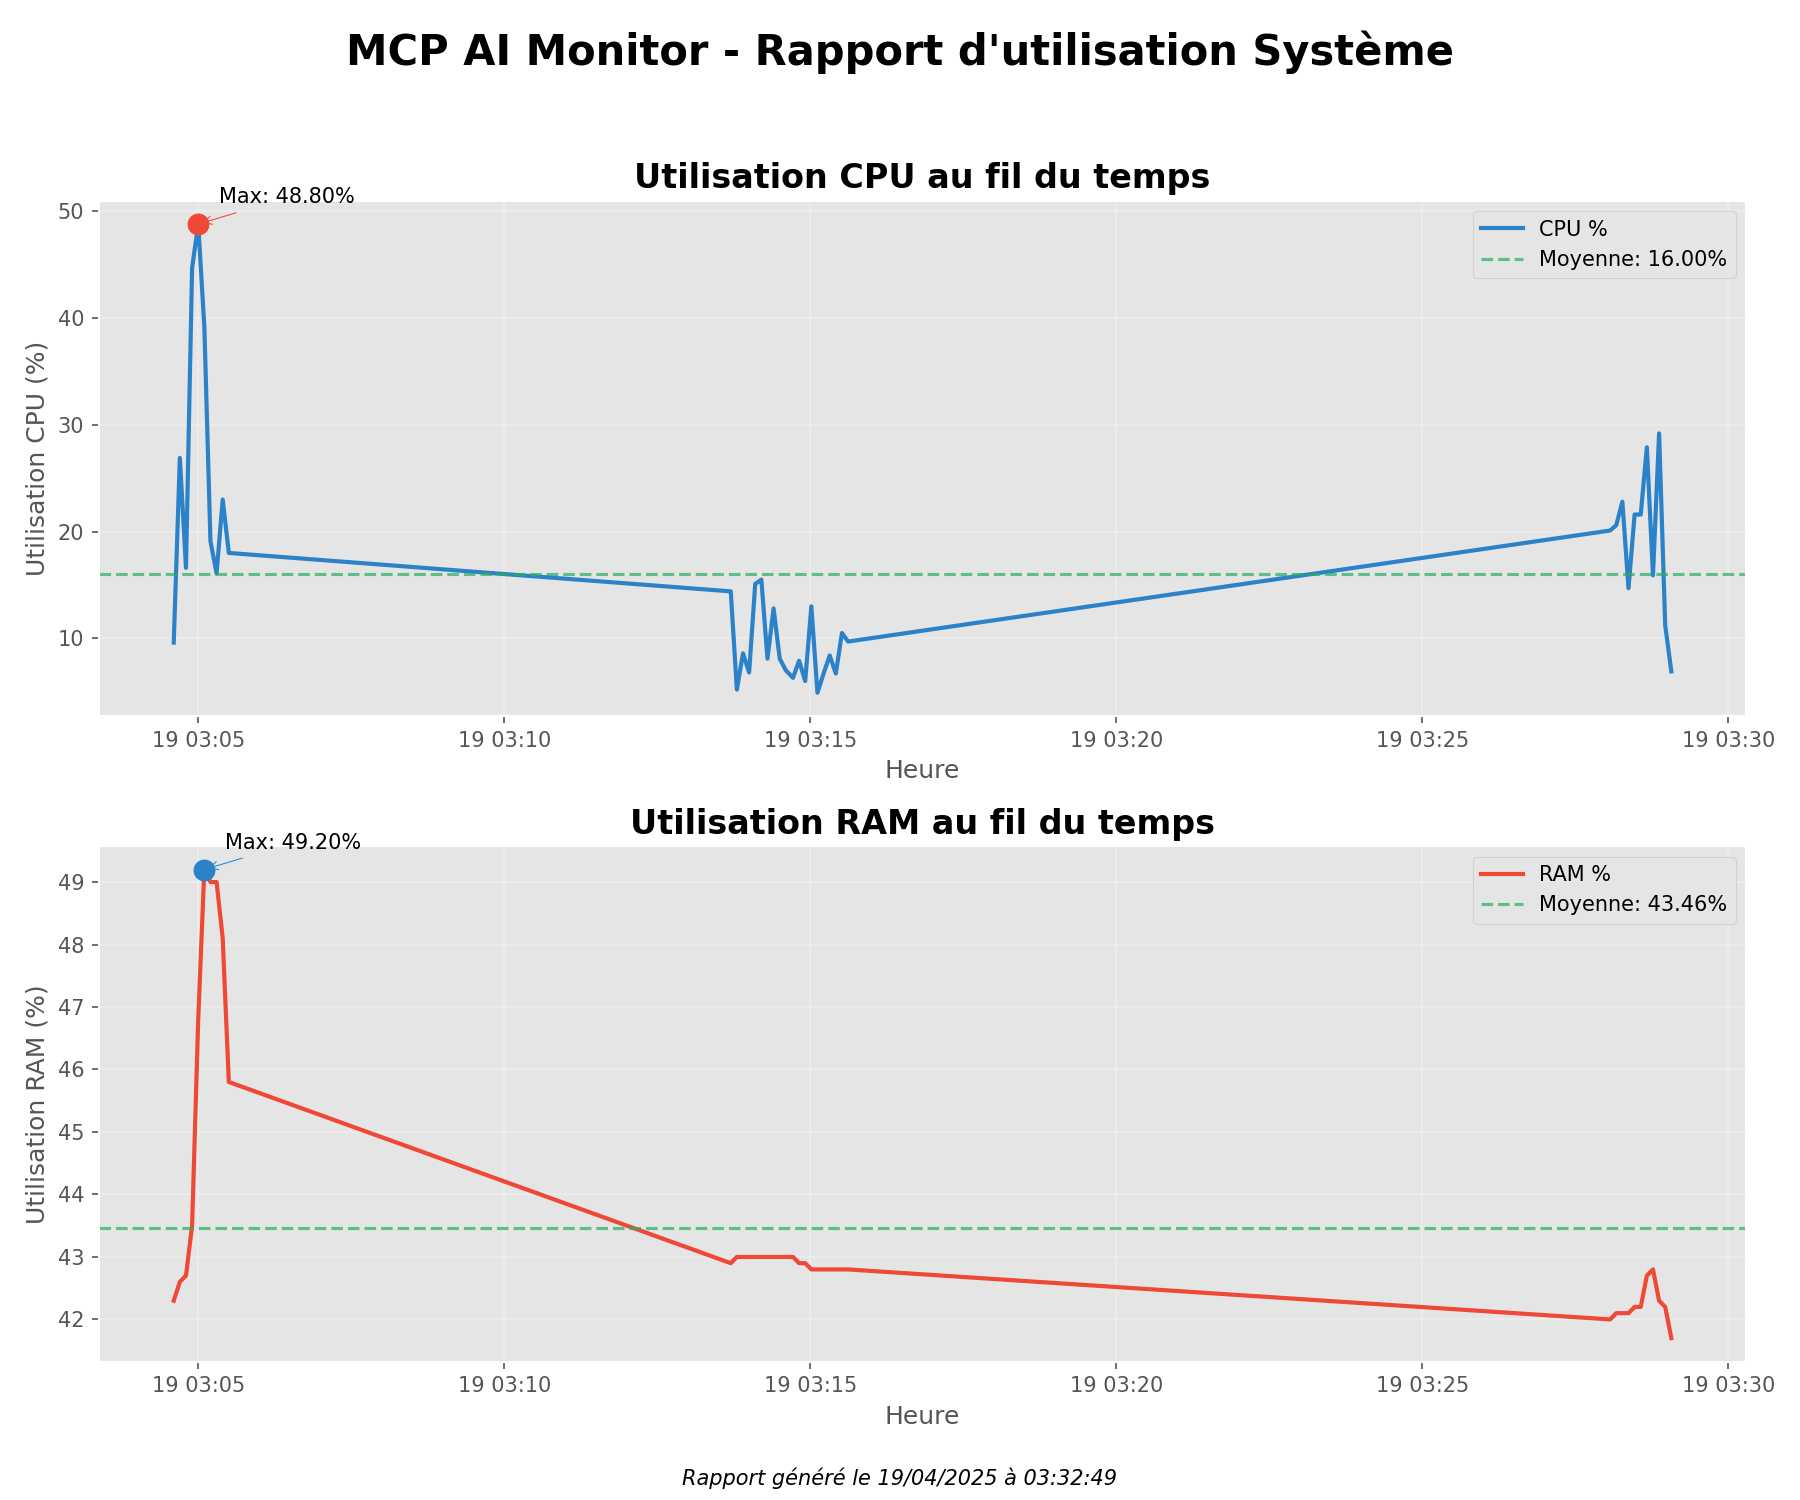 MCP AI Monitor - Rapport d'utilisation Système
Utilisation CPU au fil du temps
Max: 48.80%
CPU %
Moyenne: 16.00%
Utilisation CPU (%)
50
40
30
20
10
19 03:05
19 03:10
19 03:15
19 03:20
19 03:25
19 03:30
Heure
Utilisation RAM au fil du temps
Max: 49.20%
RAM %
Moyenne: 43.46%
Utilisation RAM (%)
49
48
47
46
45
44
43
42
19 03:05
19 03:10
19 03:15
19 03:20
19 03:25
19 03:30
Heure
Rapport généré le 19/04/2025 à 03:32:49